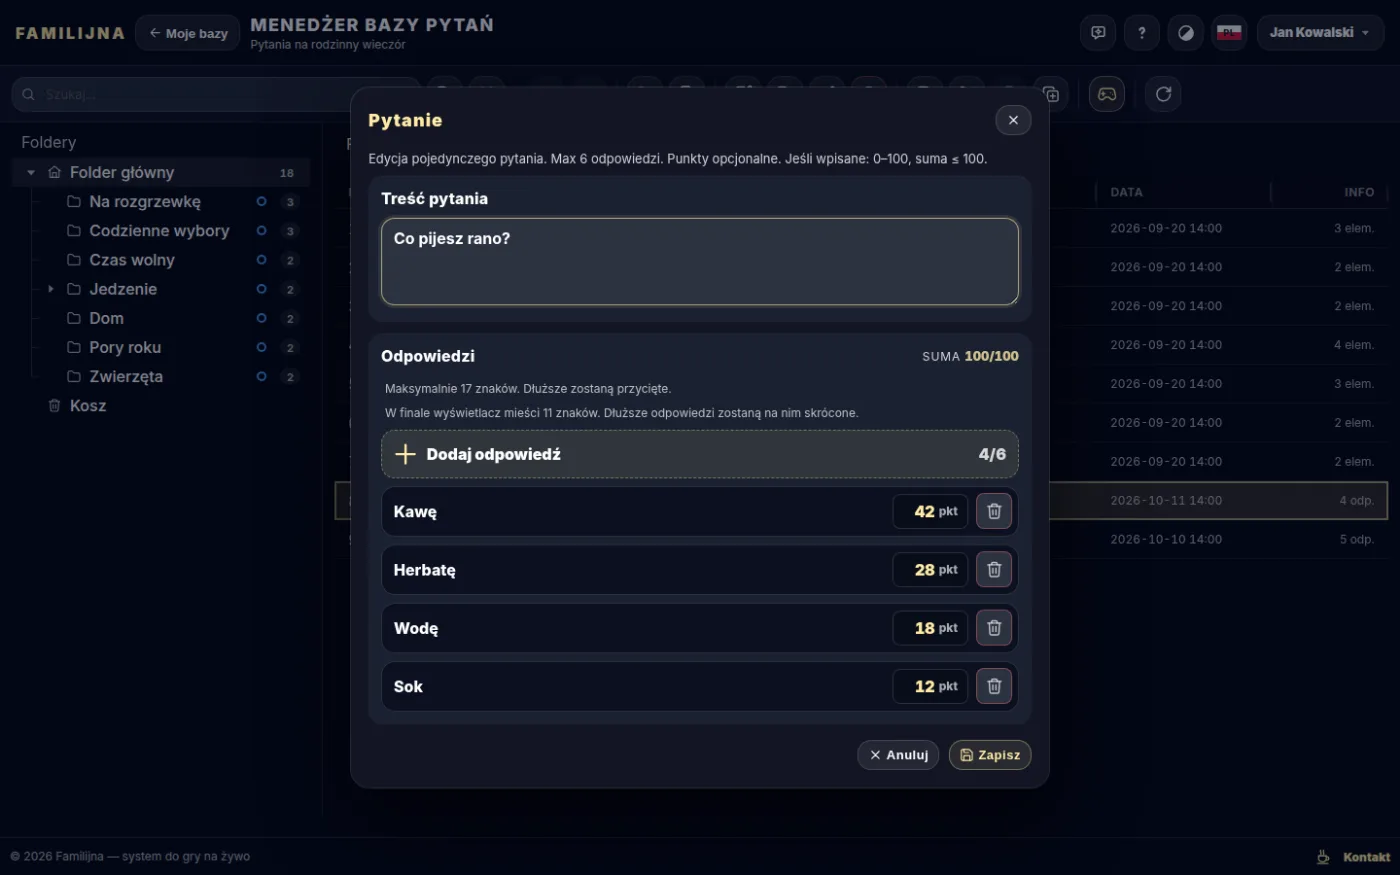 FAMILIJNA
Moje bazy
MENEDŻER BAZY PYTAŃ
Pytania na rodzinny wieczór
?
PL
Jan Kowalski
Szukaj...
Foldery
Folder główny 18
Na rozgrzewkę 3
Codzienne wybory 3
Czas wolny 2
Jedzenie 2
Dom 2
Pory roku 2
Zwierzęta 2
Kosz
Pytanie
Edycja pojedynczego pytania. Max 6 odpowiedzi. Punkty opcjonalne. Jeśli wpisane: 0–100, suma ≤ 100.
Treść pytania
Co pijesz rano?
Odpowiedzi
SUMA 100/100
Maksymalnie 17 znaków. Dłuższe zostaną przycięte.
W finale wyświetlacz mieści 11 znaków. Dłuższe odpowiedzi zostaną na nim skrócone.
Dodaj odpowiedź 4/6
Kawę 42 pkt
Herbatę 28 pkt
Wodę 18 pkt
Sok 12 pkt
Anuluj
Zapisz
DATA INFO
2026-09-20 14:00 3 elem.
2026-09-20 14:00 2 elem.
2026-09-20 14:00 2 elem.
2026-09-20 14:00 4 elem.
2026-09-20 14:00 3 elem.
2026-09-20 14:00 2 elem.
2026-09-20 14:00 2 elem.
2026-10-11 14:00 4 odp.
2026-10-10 14:00 5 odp.
© 2026 Familijna — system do gry na żywo
Kontakt